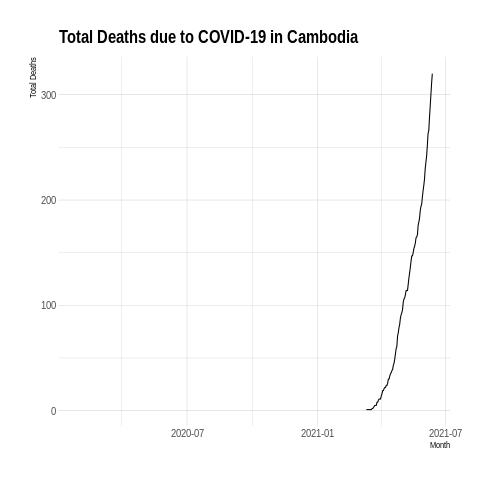 Total Deaths due to COVID-19 in Cambodia
Total Deaths
300
200
100
0
2020-07
2021-01
2021-07
Month